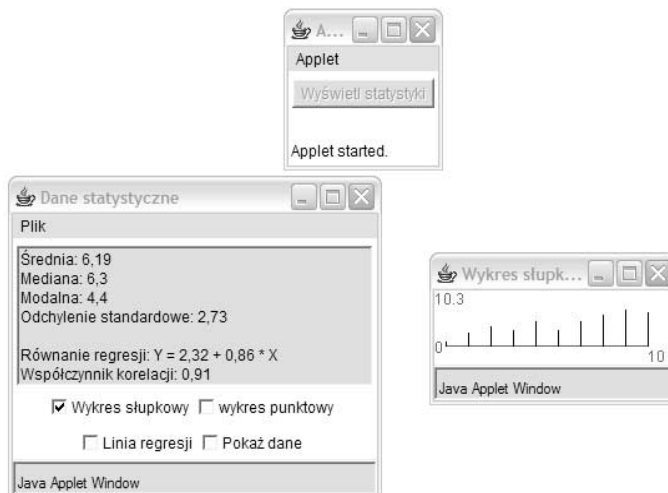 A...
Applet
Wyświetl statystyki
Applet started.
Dane statystyczne
Plik
Średnia: 6,19
Mediana: 6,3
Modalna: 4,4
Odchylenie standardowe: 2,73
Równanie regresji: Y = 2,32 + 0,86 * X
Współczynnik korelacji: 0,91
Wykres słupkowy wykres punktowy
Linia regresji Pokaż dane
Java Applet Window
Wykres słupk...
10.3
0
10
Java Applet Window